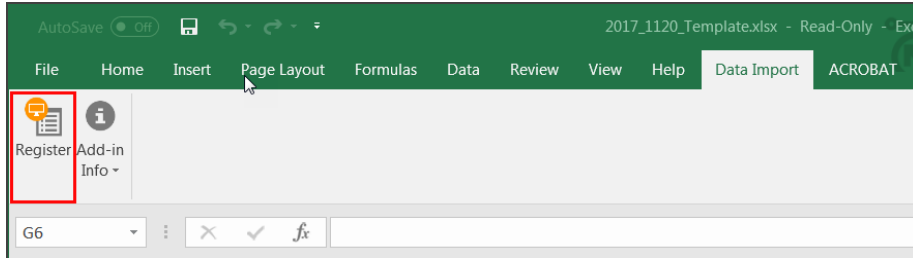 AutoSave Off 2017_1120_Template.xlsx - Read-Only - Exc
File Home Insert Page Layout Formulas Data Review View Help Data Import ACROBAT
Register Add-in
Info
G6 fx